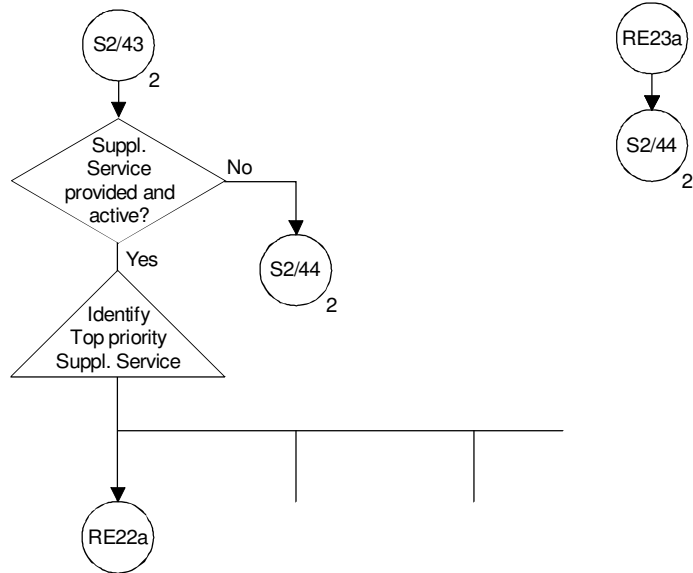 S2/43
2
Suppl.
Service
provided and
active?
No
S2/44
2
Yes
Identify
Top priority
Suppl. Service
RE22a
RE23a
S2/44
2